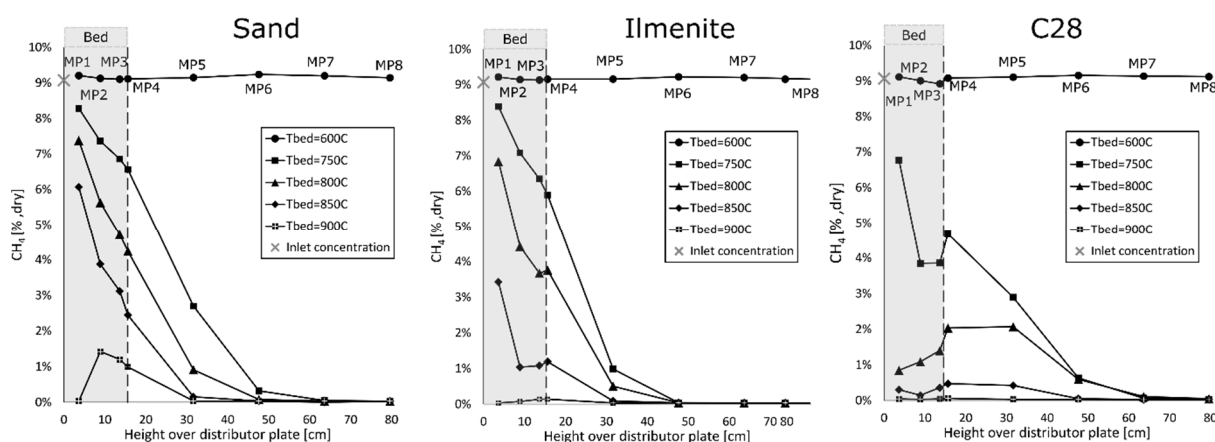 Sand
Bed
MP1
MP2
MP3
MP4
MP5
MP6
MP7
MP8
CH4 [% ,dry]
10%
9%
8%
7%
6%
5%
4%
3%
2%
1%
0%
Tbed=600C
Tbed=750C
Tbed=800C
Tbed=850C
Tbed=900C
Inlet concentration
0 10 20 30 40 50 60 70 80
Height over distributor plate [cm]
Ilmenite
Bed
MP1
MP2
MP3
MP4
MP5
MP6
MP7
MP8
CH4 [% ,dry]
10%
9%
8%
7%
6%
5%
4%
3%
2%
1%
0%
Tbed=600C
Tbed=750C
Tbed=800C
Tbed=850C
Tbed=900C
Inlet concentration
0 10 20 30 40 50 60 70 80
Height over distributor plate [cm]
C28
Bed
MP1
MP2
MP3
MP4
MP5
MP6
MP7
MP8
CH4 [% ,dry]
10%
9%
8%
7%
6%
5%
4%
3%
2%
1%
0%
Tbed=600C
Tbed=750C
Tbed=800C
Tbed=850C
Tbed=900C
Inlet concentration
0 10 20 30 40 50 60 70 80
Height over distributor plate [cm]